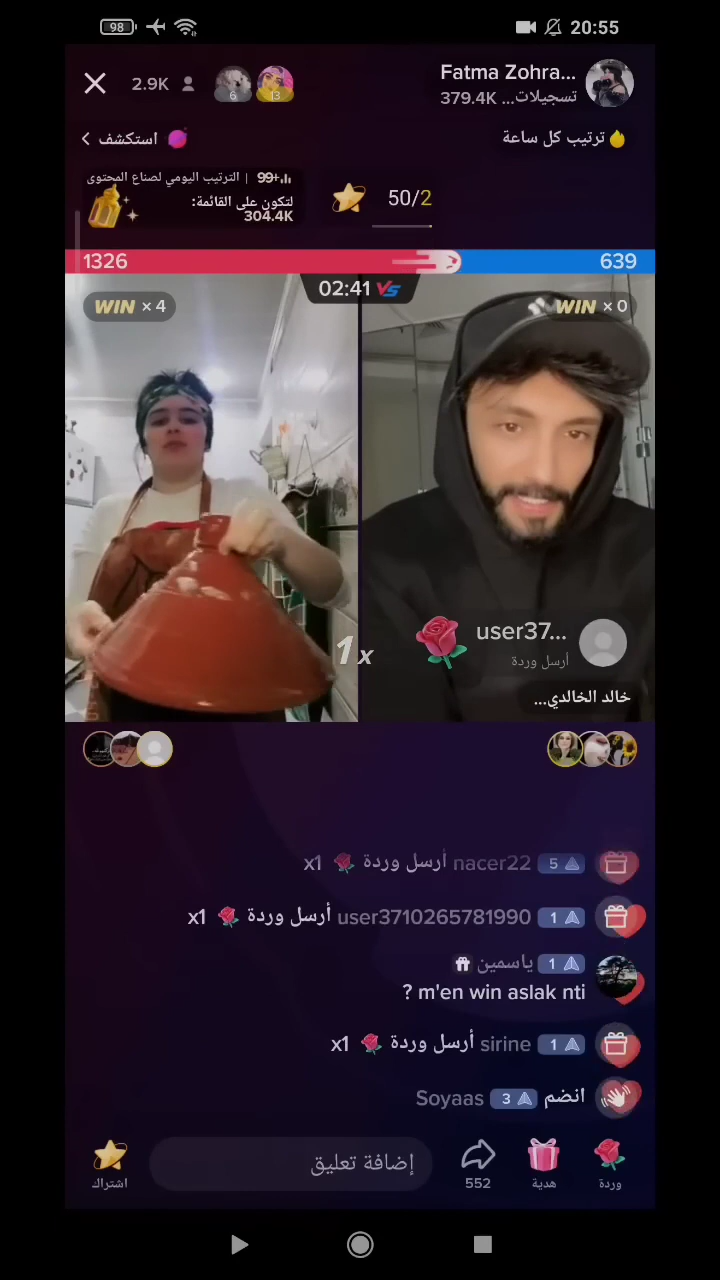 98
20:55
2.9K
6
13
Fatma Zohra...
379.4K تسجيلات...
استكشف
ترتيب كل ساعة
الترتيب اليومي لصناع المحتوى | 99+
لتكون على القائمة:
304.4K
50/2
1326
639
02:41 VS
WIN × 4
WIN × 0
user37...
أرسل وردة
1x
خالد الخالدي...
nacer22 أرسل وردة x1
5
user3710265781990 أرسل وردة x1
1
ياسمين
1
m'en win aslak nti ?
sirine أرسل وردة x1
1
Soyaas 3 انضم
إضافة تعليق
اشتراك
552
هدية
وردة